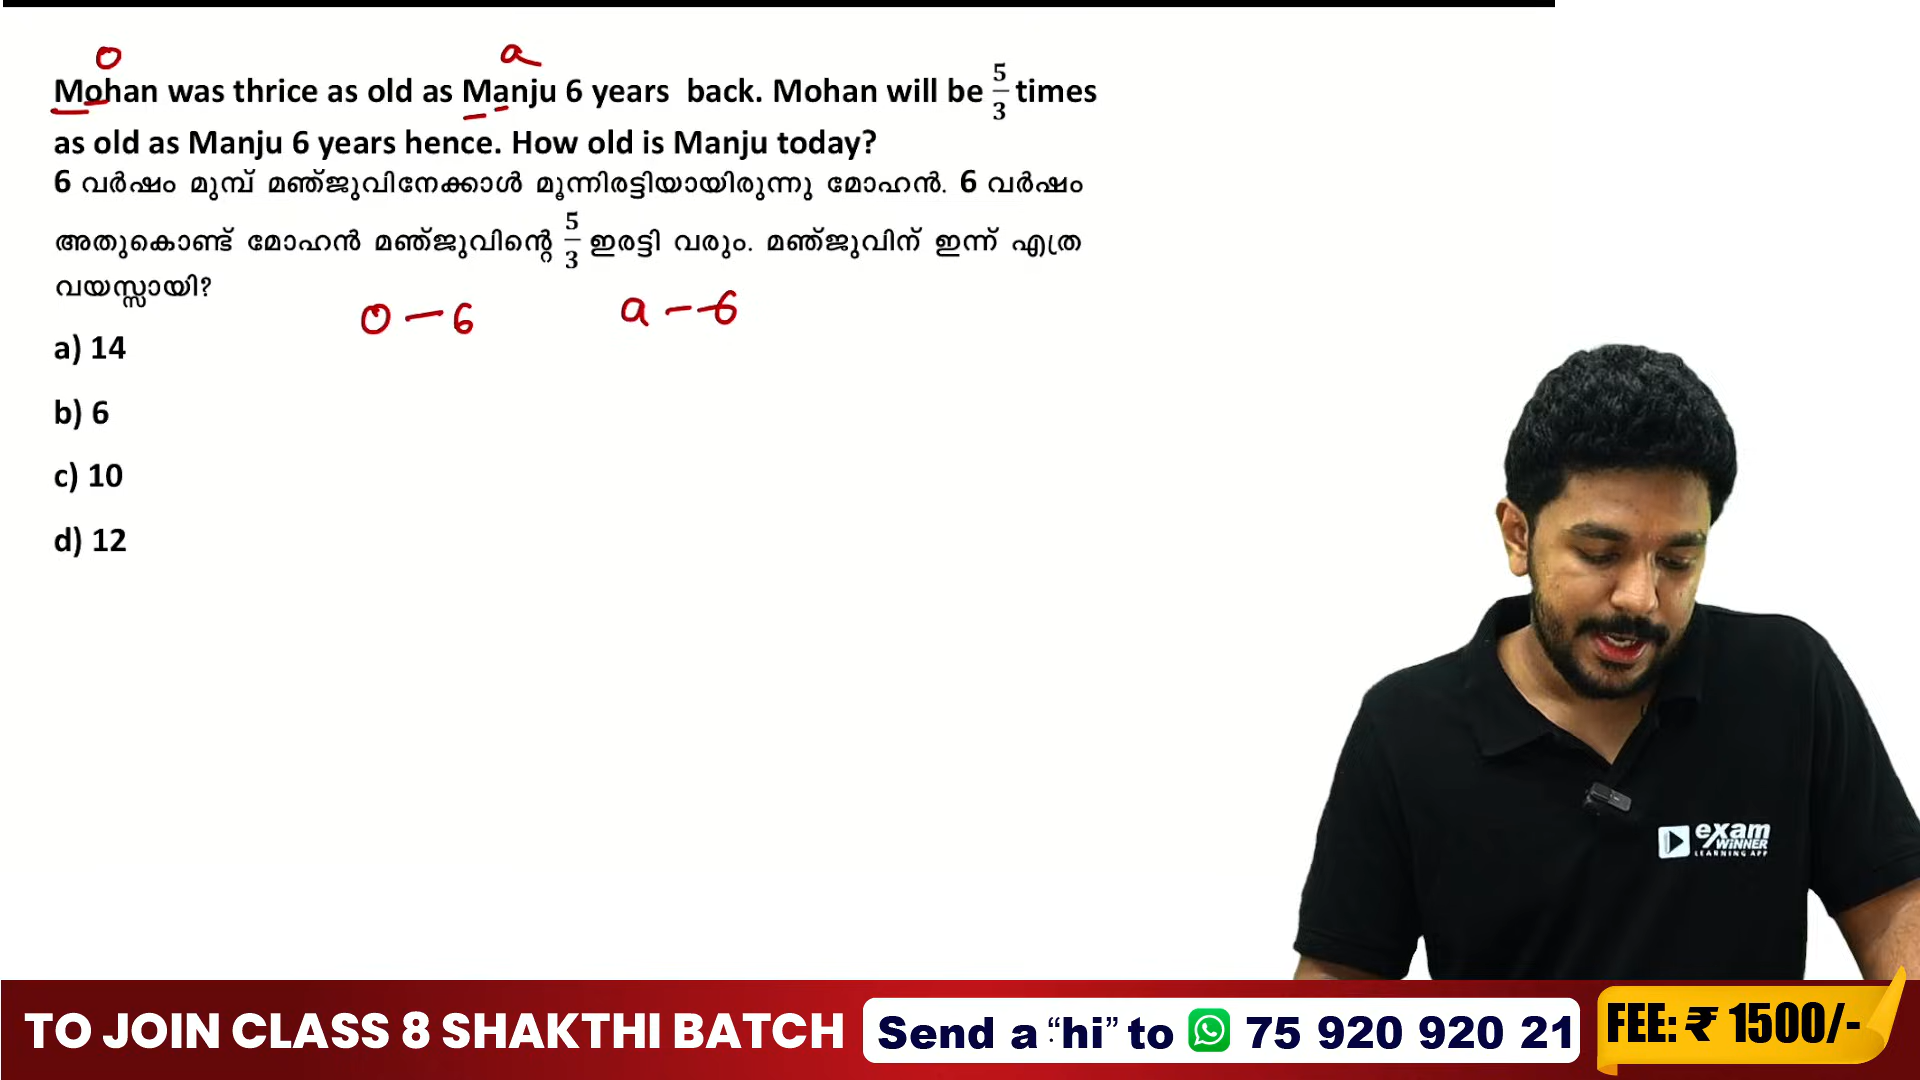 o a
Mohan was thrice as old as Manju 6 years back. Mohan will be 5/3 times
as old as Manju 6 years hence. How old is Manju today?
6 വർഷം മുമ്പ് മഞ്ജുവിനേക്കാൾ മൂന്നിരട്ടിയായിരുന്നു മോഹൻ. 6 വർഷം
അതുകൊണ്ട് മോഹൻ മഞ്ജുവിന്റെ 5/3 ഇരട്ടി വരും. മഞ്ജുവിന് ഇന്ന് എത്ര
വയസ്സായി?
o - 6 a - 6
a) 14
b) 6
c) 10
d) 12
exam
WINNER
LEARNING APP
TO JOIN CLASS 8 SHAKTHI BATCH Send a “hi” to 75 920 920 21 FEE: ₹ 1500/-